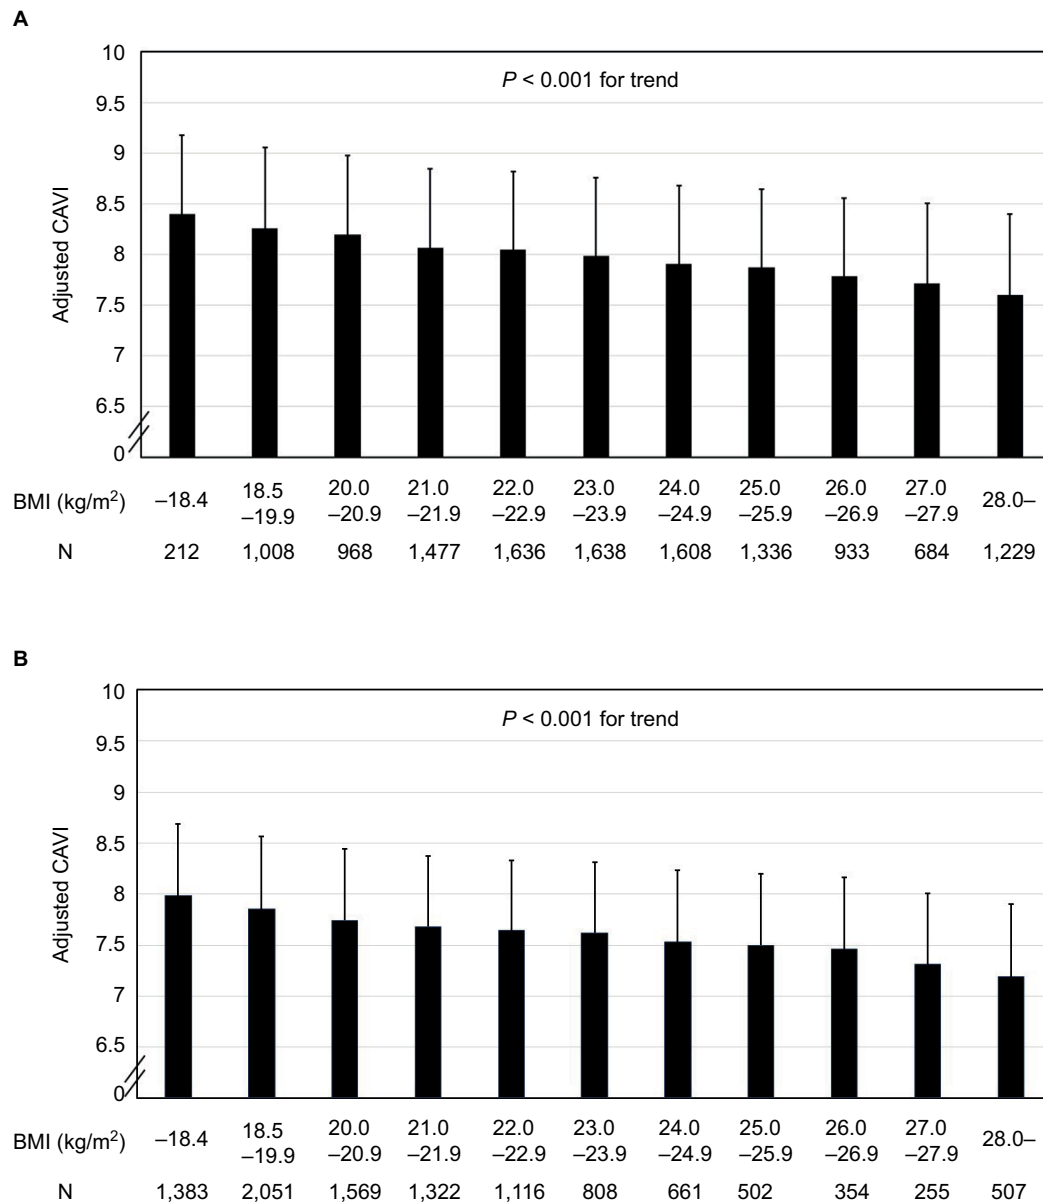 A
P < 0.001 for trend
Adjusted CAVI
10
9.5
9
8.5
8
7.5
7
6.5
0
BMI (kg/m²) –18.4 18.5 –19.9 20.0 –20.9 21.0 –21.9 22.0 –22.9 23.0 –23.9 24.0 –24.9 25.0 –25.9 26.0 –26.9 27.0 –27.9 28.0–
N 212 1,008 968 1,477 1,636 1,638 1,608 1,336 933 684 1,229
B
P < 0.001 for trend
Adjusted CAVI
10
9.5
9
8.5
8
7.5
7
6.5
0
BMI (kg/m²) –18.4 18.5 –19.9 20.0 –20.9 21.0 –21.9 22.0 –22.9 23.0 –23.9 24.0 –24.9 25.0 –25.9 26.0 –26.9 27.0 –27.9 28.0–
N 1,383 2,051 1,569 1,322 1,116 808 661 502 354 255 507